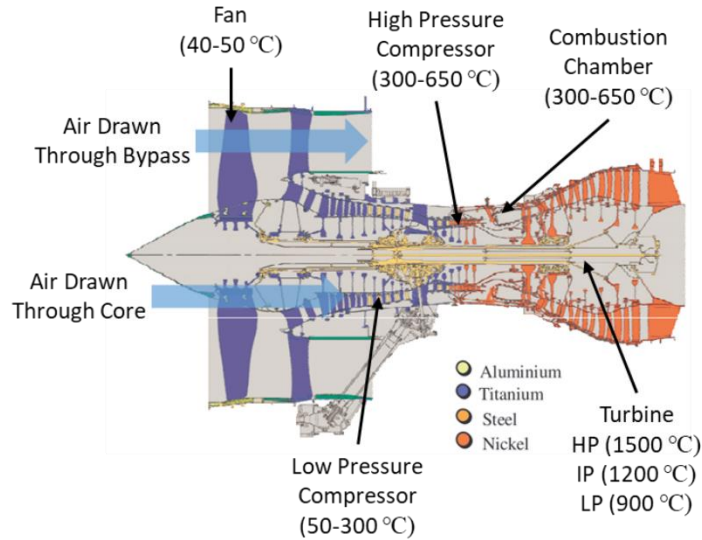 Fan
(40-50 °C)
High Pressure
Compressor
(300-650 °C)
Combustion
Chamber
(300-650 °C)
Air Drawn
Through Bypass
Air Drawn
Through Core
Aluminium
Titanium
Steel
Nickel
Low Pressure
Compressor
(50-300 °C)
Turbine
HP (1500 °C)
IP (1200 °C)
LP (900 °C)